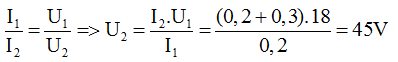 I₁/I₂ = U₁/U₂ => U₂ = I₂.U₁/I₁ = (0,2+0,3).18/0,2 = 45V